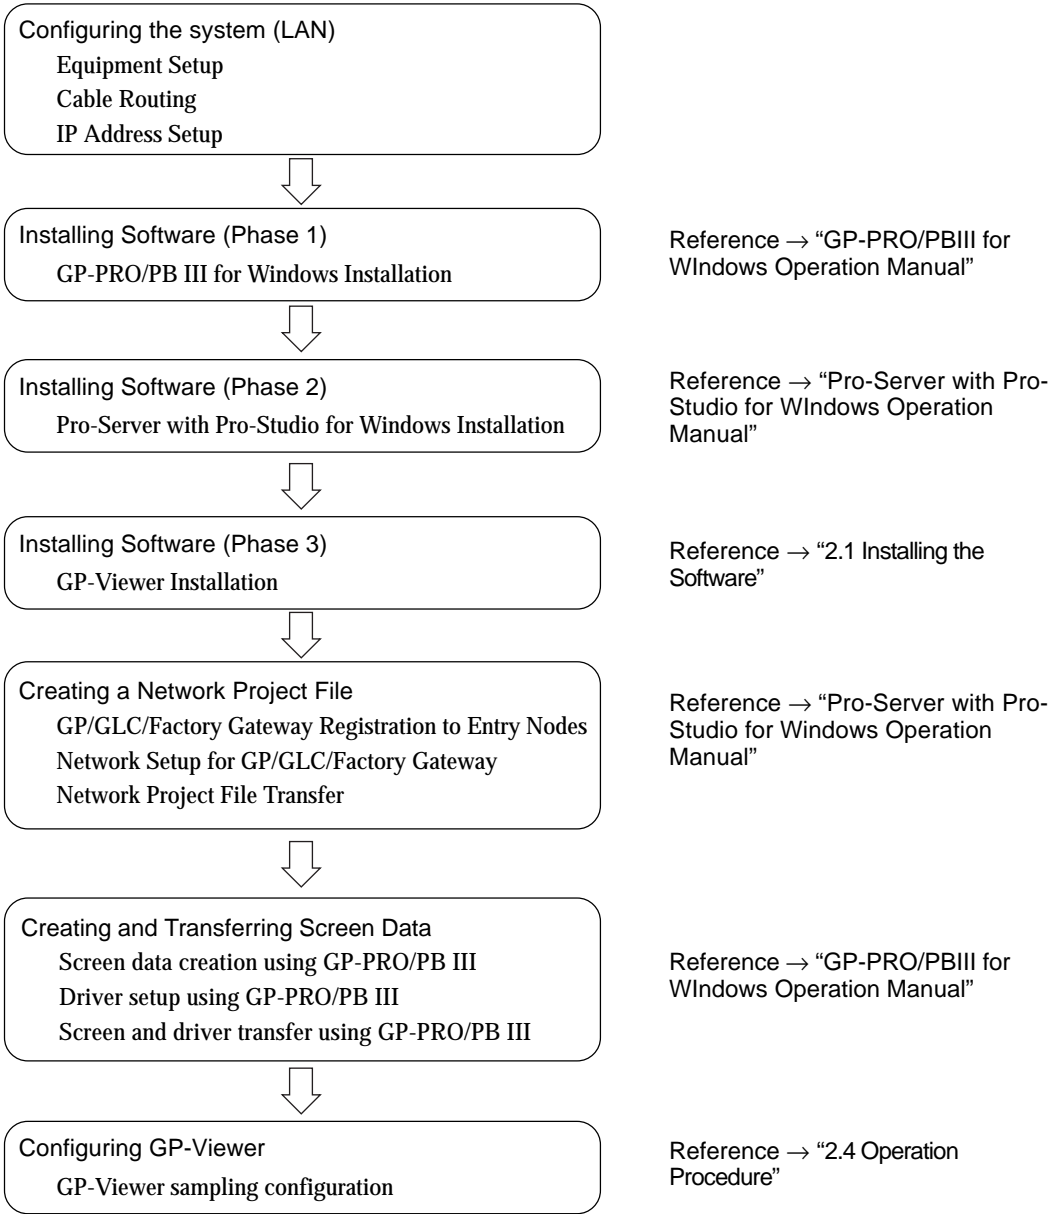 Configuring the system (LAN)
Equipment Setup
Cable Routing
IP Address Setup
Installing Software (Phase 1)
GP-PRO/PB III for Windows Installation
Reference → “GP-PRO/PBIII for
WIndows Operation Manual”
Installing Software (Phase 2)
Pro-Server with Pro-Studio for Windows Installation
Reference → “Pro-Server with Pro-
Studio for WIndows Operation
Manual”
Installing Software (Phase 3)
GP-Viewer Installation
Reference → “2.1 Installing the
Software”
Creating a Network Project File
GP/GLC/Factory Gateway Registration to Entry Nodes
Network Setup for GP/GLC/Factory Gateway
Network Project File Transfer
Reference → “Pro-Server with Pro-
Studio for Windows Operation
Manual”
Creating and Transferring Screen Data
Screen data creation using GP-PRO/PB III
Driver setup using GP-PRO/PB III
Screen and driver transfer using GP-PRO/PB III
Reference → “GP-PRO/PBIII for
WIndows Operation Manual”
Configuring GP-Viewer
GP-Viewer sampling configuration
Reference → “2.4 Operation
Procedure”